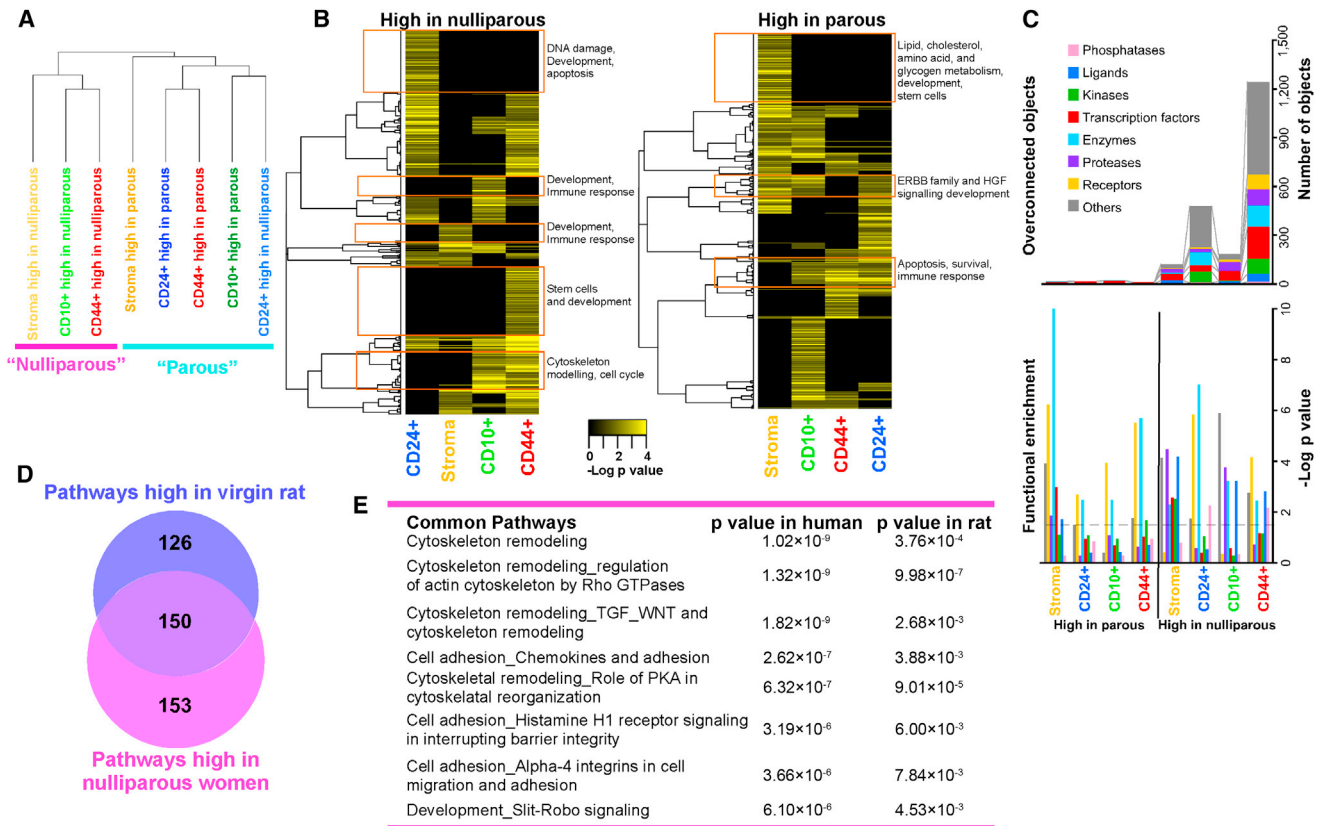 A
Stroma high in nulliparous
CD10+ high in nulliparous
CD44+ high in nulliparous
Stroma high in parous
CD24+ high in parous
CD44+ high in parous
CD10+ high in parous
CD24+ high in nulliparous
“Nulliparous”
“Parous”
B
High in nulliparous
DNA damage,
Development,
apoptosis
Development,
Immune response
Development,
Immune response
Stem cells
and development
Cytoskeleton
modelling, cell cycle
CD24+
Stroma
CD10+
CD44+
0 2 4
-Log p value
High in parous
Lipid, cholesterol,
amino acid, and
glycogen metabolism,
development,
stem cells
ERBB family and HGF
signalling development
Apoptosis, survival,
immune response
Stroma
CD10+
CD44+
CD24+
C
Phosphatases
Ligands
Kinases
Transcription factors
Enzymes
Proteases
Receptors
Others
Overconnected objects
Number of objects
1,500
1,200
900
600
300
0
Functional enrichment
-Log p value
10
8
6
4
2
0
Stroma
CD24+
CD10+
CD44+
Stroma
CD24+
CD10+
CD44+
High in parous
High in nulliparous
D
Pathways high in virgin rat
126
150
153
Pathways high in
nulliparous women
E
Common Pathways p value in human p value in rat
Cytoskeleton remodeling 1.02×10⁻⁹ 3.76×10⁻⁴
Cytoskeleton remodeling_regulation
of actin cytoskeleton by Rho GTPases 1.32×10⁻⁹ 9.98×10⁻⁷
Cytoskeleton remodeling_TGF_WNT and
cytoskeleton remodeling 1.82×10⁻⁹ 2.68×10⁻³
Cell adhesion_Chemokines and adhesion 2.62×10⁻⁷ 3.88×10⁻³
Cytoskeletal remodeling_Role of PKA in
cytoskelatal reorganization 6.32×10⁻⁷ 9.01×10⁻⁵
Cell adhesion_Histamine H1 receptor signaling
in interrupting barrier integrity 3.19×10⁻⁶ 6.00×10⁻³
Cell adhesion_Alpha-4 integrins in cell
migration and adhesion 3.66×10⁻⁶ 7.84×10⁻³
Development_Slit-Robo signaling 6.10×10⁻⁶ 4.53×10⁻³